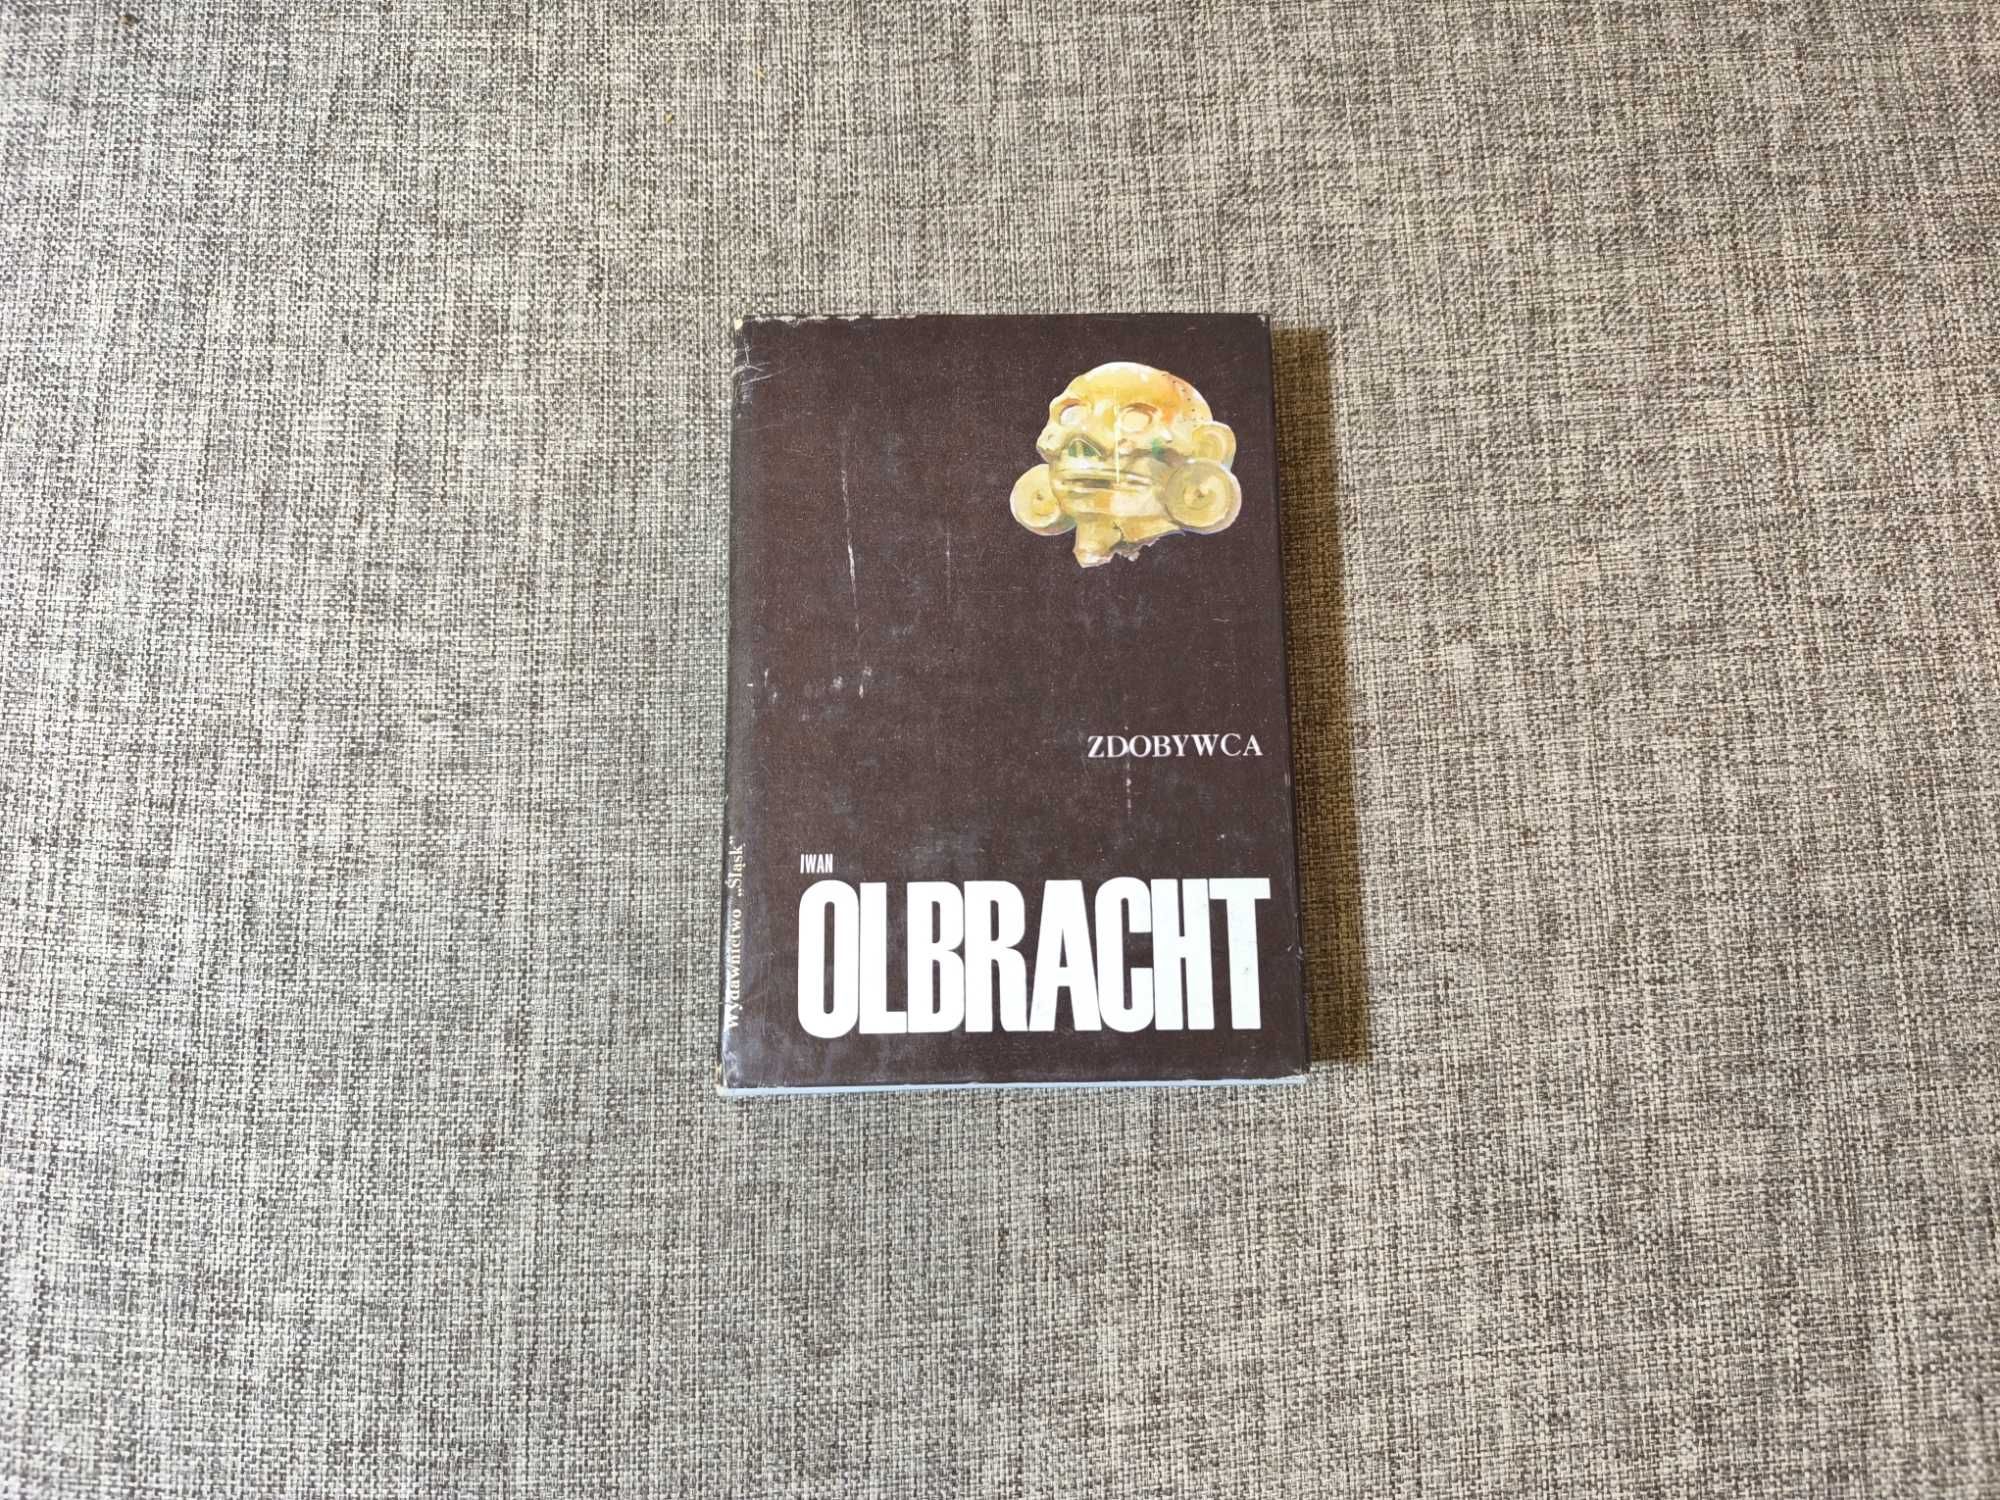 ZDOBYWCA
IWAN
OLBRACHT
Wydawnictwo „Śląsk”